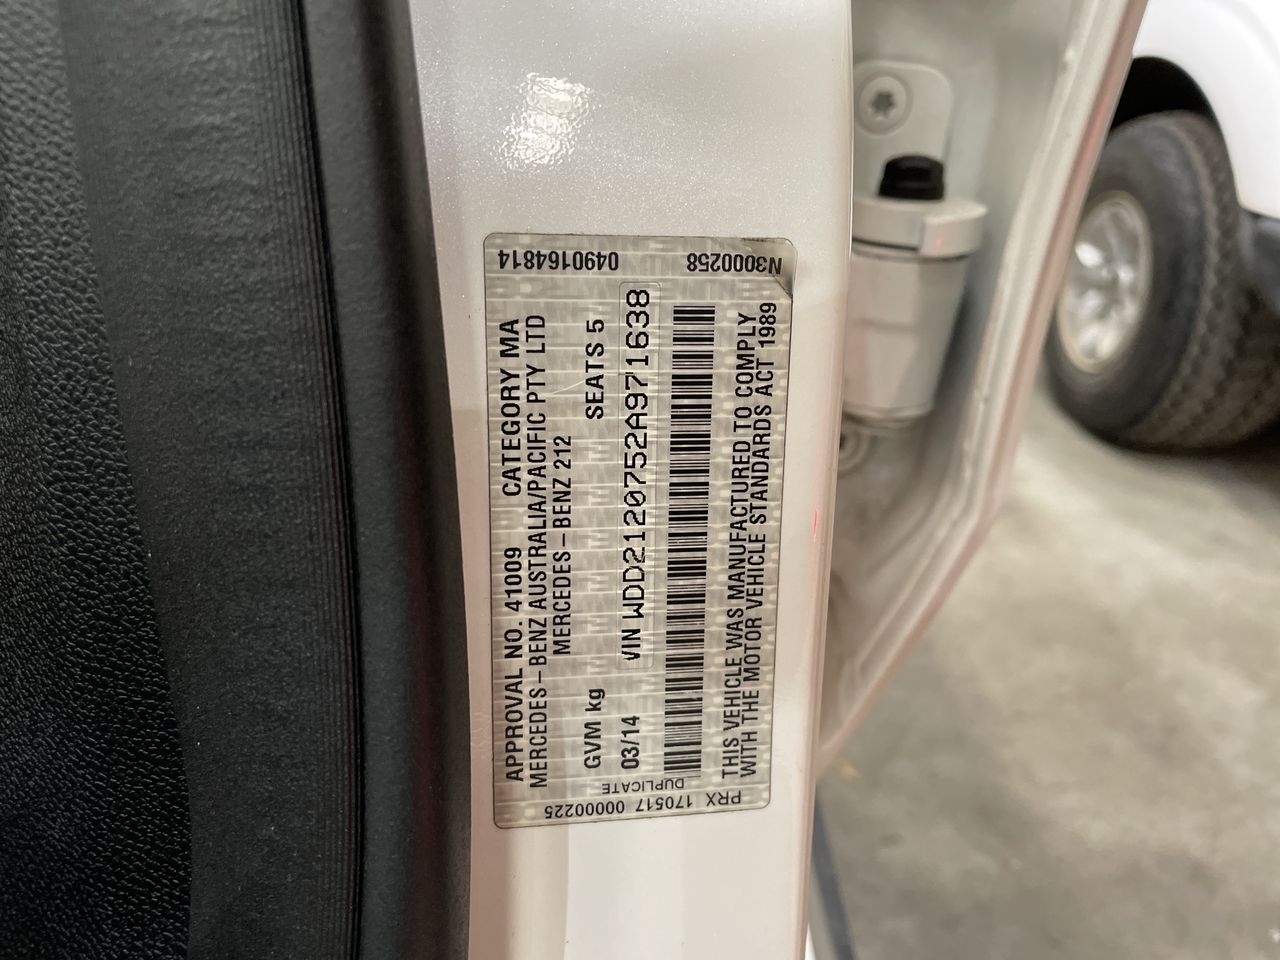 0490164814
N3000258
APPROVAL NO. 41009 CATEGORY MA
MERCEDES-BENZ AUSTRALIA/PACIFIC PTY LTD
MERCEDES-BENZ 212
GVM kg SEATS 5
03/14 VIN WDD2120752A971638
THIS VEHICLE WAS MANUFACTURED TO COMPLY
WITH THE MOTOR VEHICLE STANDARDS ACT 1989
DUPLICATE
PRX 170517 00000225